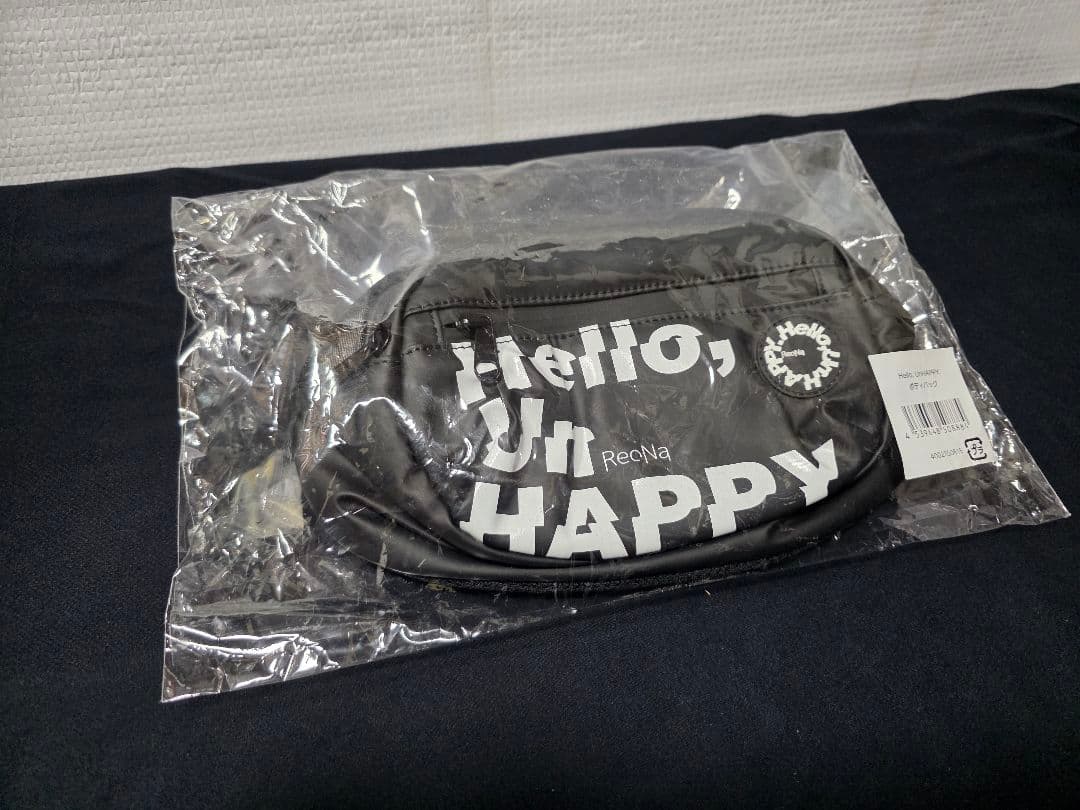 Hello,
Un
ReoNa
HAPPY
Hello, UnHAPPY.
ReoNa
Hello, UnHAPPY.
ボディバッグ